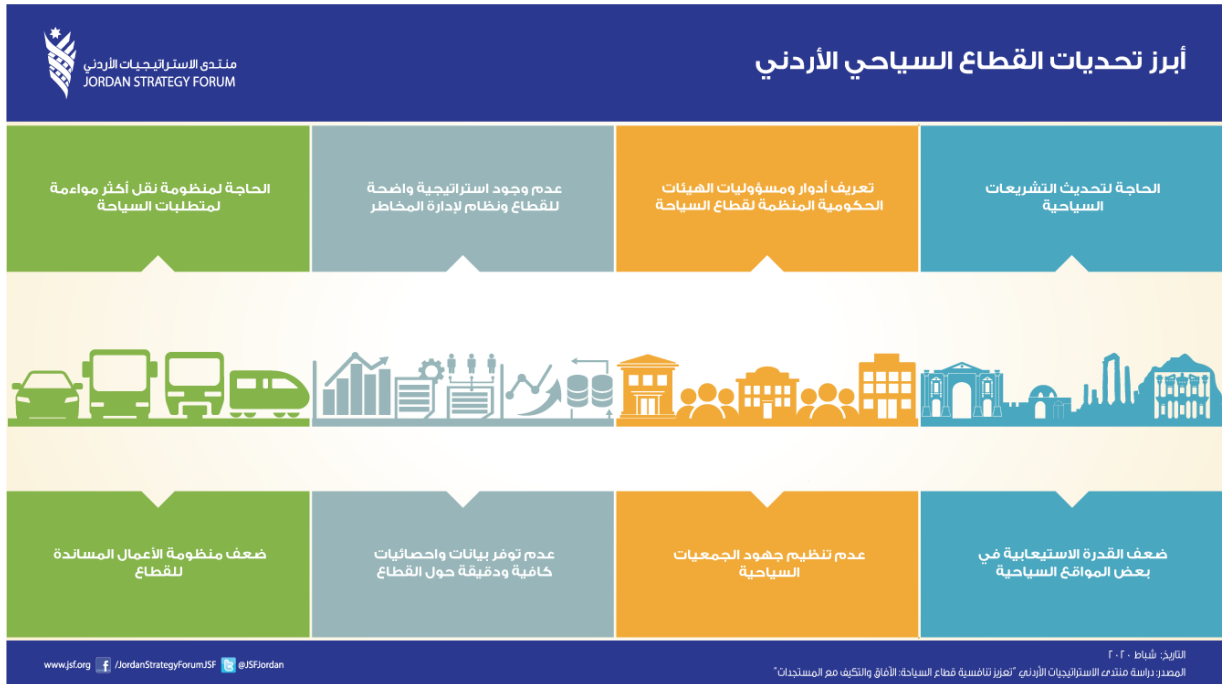 منتدى الاستراتيجيات الأردني
JORDAN STRATEGY FORUM
أبرز تحديات القطاع السياحي الأردني
الحاجة لتحديث التشريعات
السياحية
تعريف أدوار ومسؤوليات الهيئات
الحكومية المنظمة لقطاع السياحة
عدم وجود استراتيجية واضحة
للقطاع ونظام لإدارة المخاطر
الحاجة لمنظومة نقل أكثر مواءمة
لمتطلبات السياحة
ضعف القدرة الاستيعابية في
بعض المواقع السياحية
عدم تنظيم جهود الجمعيات
السياحية
عدم توفر بيانات واحصائيات
كافية ودقيقة حول القطاع
ضعف منظومة الأعمال المساندة
للقطاع
التاريخ: شباط ٢٠٢٠
المصدر: دراسة منتدى الاستراتيجيات الأردني "تعزيز تنافسية قطاع السياحة: الآفاق والتكيف مع المستجدات"
www.jsf.org /JordanStrategyForumJSF @JSFJordan